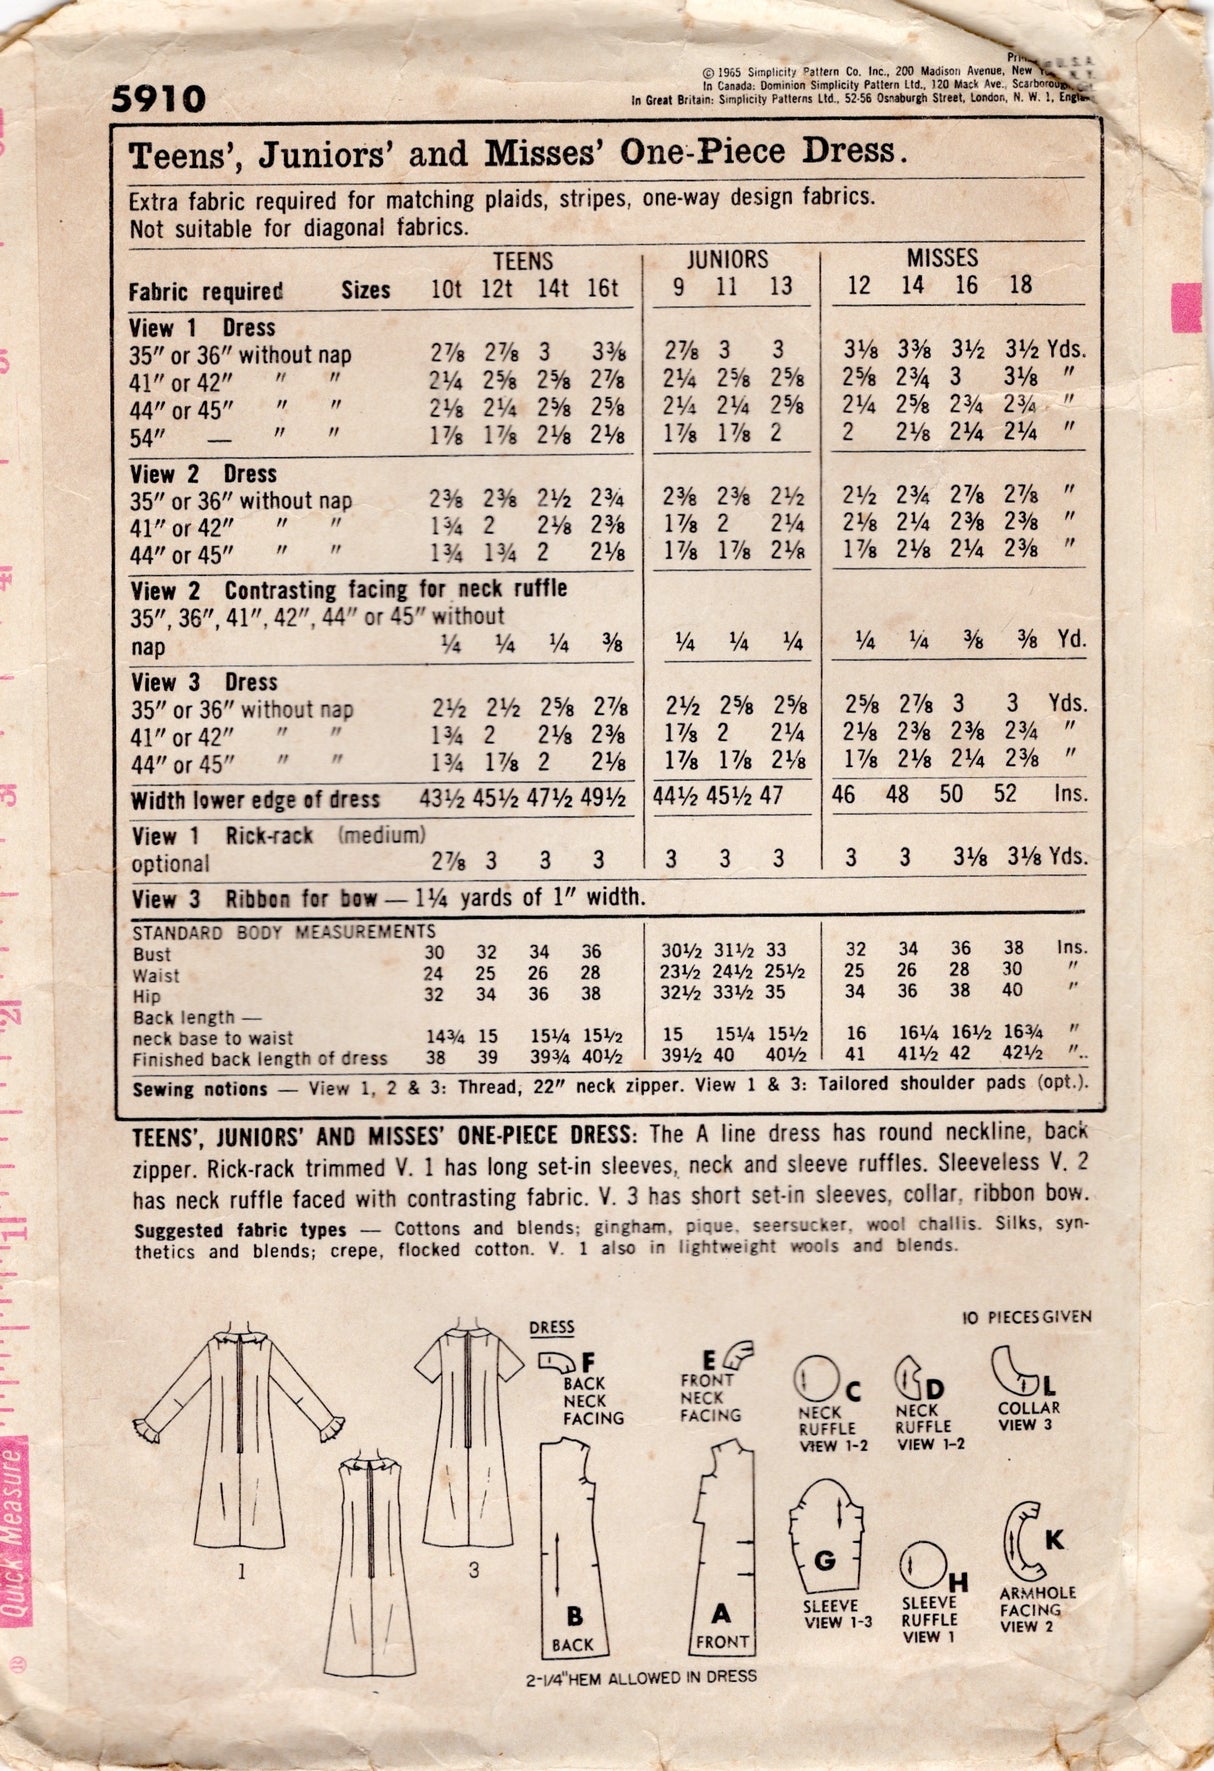 5910
© 1965 Simplicity Pattern Co. Inc., 200 Madison Avenue, New
In Canada: Dominion Simplicity Pattern Ltd., 120 Mack Ave., Scarborough,
In Great Britain: Simplicity Patterns Ltd., 52-56 Osnaburgh Street, London, N. W. 1,
Teens’, Juniors’ and Misses’ One-Piece Dress.
Extra fabric required for matching plaids, stripes, one-way design fabrics.
Not suitable for diagonal fabrics.
TEENS JUNIORS MISSES
Fabric required Sizes 10t 12t 14t 16t 9 11 13 12 14 16 18
View 1 Dress
35″ or 36″ without nap 2⅞ 2⅞ 3 3⅜ 2⅞ 3 3 3⅛ 3⅜ 3½ 3½ Yds.
41″ or 42″ ″ ″ 2¼ 2⅝ 2⅝ 2⅞ 2¼ 2⅝ 2⅝ 2⅝ 2¾ 3 3⅛ ″
44″ or 45″ ″ ″ 2⅛ 2¼ 2⅝ 2⅝ 2¼ 2¼ 2⅝ 2¼ 2⅝ 2¾ 2¾ ″
54″ — ″ ″ 1⅞ 1⅞ 2⅛ 2⅛ 1⅞ 1⅞ 2 2 2⅛ 2¼ 2¼ ″
View 2 Dress
35″ or 36″ without nap 2⅜ 2⅜ 2½ 2¾ 2⅜ 2⅜ 2½ 2½ 2¾ 2⅞ 2⅞ ″
41″ or 42″ ″ ″ 1¾ 2 2⅛ 2⅜ 1⅞ 2 2¼ 2⅛ 2¼ 2⅜ 2⅜ ″
44″ or 45″ ″ ″ 1¾ 1¾ 2 2⅛ 1⅞ 1⅞ 2⅛ 1⅞ 2⅛ 2¼ 2⅜ ″
View 2 Contrasting facing for neck ruffle
35″, 36″, 41″, 42″, 44″ or 45″ without
nap ¼ ¼ ¼ ⅜ ¼ ¼ ¼ ¼ ¼ ⅜ ⅜ Yd.
View 3 Dress
35″ or 36″ without nap 2½ 2½ 2⅝ 2⅞ 2½ 2⅝ 2⅝ 2⅝ 2⅞ 3 3 Yds.
41″ or 42″ ″ ″ 1¾ 2 2⅛ 2⅜ 1⅞ 2 2¼ 2⅛ 2⅜ 2⅜ 2¾ ″
44″ or 45″ ″ ″ 1¾ 1⅞ 2 2⅛ 1⅞ 1⅞ 2⅛ 1⅞ 2⅛ 2¼ 2⅜ ″
Width lower edge of dress 43½ 45½ 47½ 49½ 44½ 45½ 47 46 48 50 52 Ins.
View 1 Rick-rack (medium)
optional 2⅞ 3 3 3 3 3 3 3 3 3⅛ 3⅛ Yds.
View 3 Ribbon for bow — 1¼ yards of 1″ width.
STANDARD BODY MEASUREMENTS
Bust 30 32 34 36 30½ 31½ 33 32 34 36 38 Ins.
Waist 24 25 26 28 23½ 24½ 25½ 25 26 28 30 ″
Hip 32 34 36 38 32½ 33½ 35 34 36 38 40 ″
Back length —
neck base to waist 14¾ 15 15¼ 15½ 15 15¼ 15½ 16 16¼ 16½ 16¾ ″
Finished back length of dress 38 39 39¾ 40½ 39½ 40 40½ 41 41½ 42 42½ ″..
Sewing notions — View 1, 2 & 3: Thread, 22″ neck zipper. View 1 & 3: Tailored shoulder pads (opt.).
TEENS’, JUNIORS’ AND MISSES’ ONE-PIECE DRESS: The A line dress has round neckline, back
zipper. Rick-rack trimmed V. 1 has long set-in sleeves, neck and sleeve ruffles. Sleeveless V. 2
has neck ruffle faced with contrasting fabric. V. 3 has short set-in sleeves, collar, ribbon bow.
Suggested fabric types — Cottons and blends; gingham, pique, seersucker, wool challis. Silks, syn-
thetics and blends; crepe, flocked cotton. V. 1 also in lightweight wools and blends.
10 PIECES GIVEN
DRESS
F
BACK
NECK
FACING
E
FRONT
NECK
FACING
C
NECK
RUFFLE
VIEW 1-2
D
NECK
RUFFLE
VIEW 1-2
L
COLLAR
VIEW 3
1
3
B
BACK
A
FRONT
G
SLEEVE
VIEW 1-3
H
SLEEVE
RUFFLE
VIEW 1
K
ARMHOLE
FACING
VIEW 2
2-1/4"HEM ALLOWED IN DRESS
Quick Measure
®
1
2
3
4